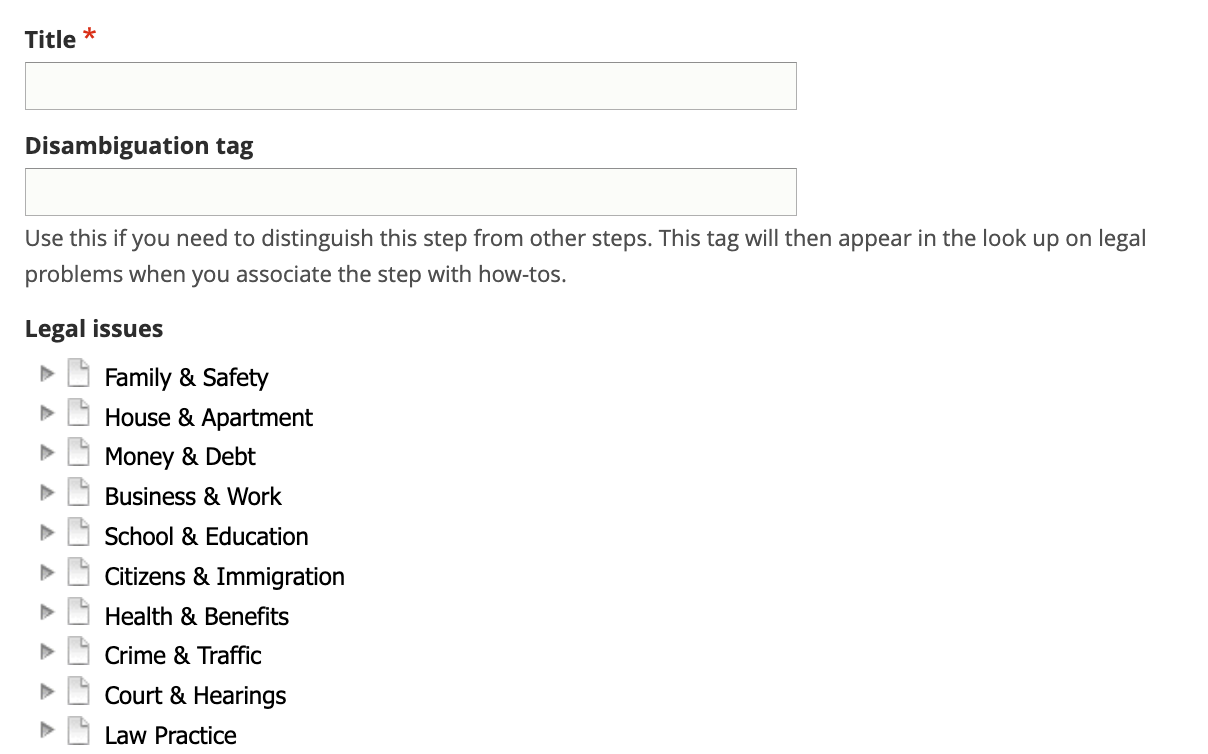 Title *
Disambiguation tag
Use this if you need to distinguish this step from other steps. This tag will then appear in the look up on legal
problems when you associate the step with how-tos.
Legal issues
Family & Safety
House & Apartment
Money & Debt
Business & Work
School & Education
Citizens & Immigration
Health & Benefits
Crime & Traffic
Court & Hearings
Law Practice